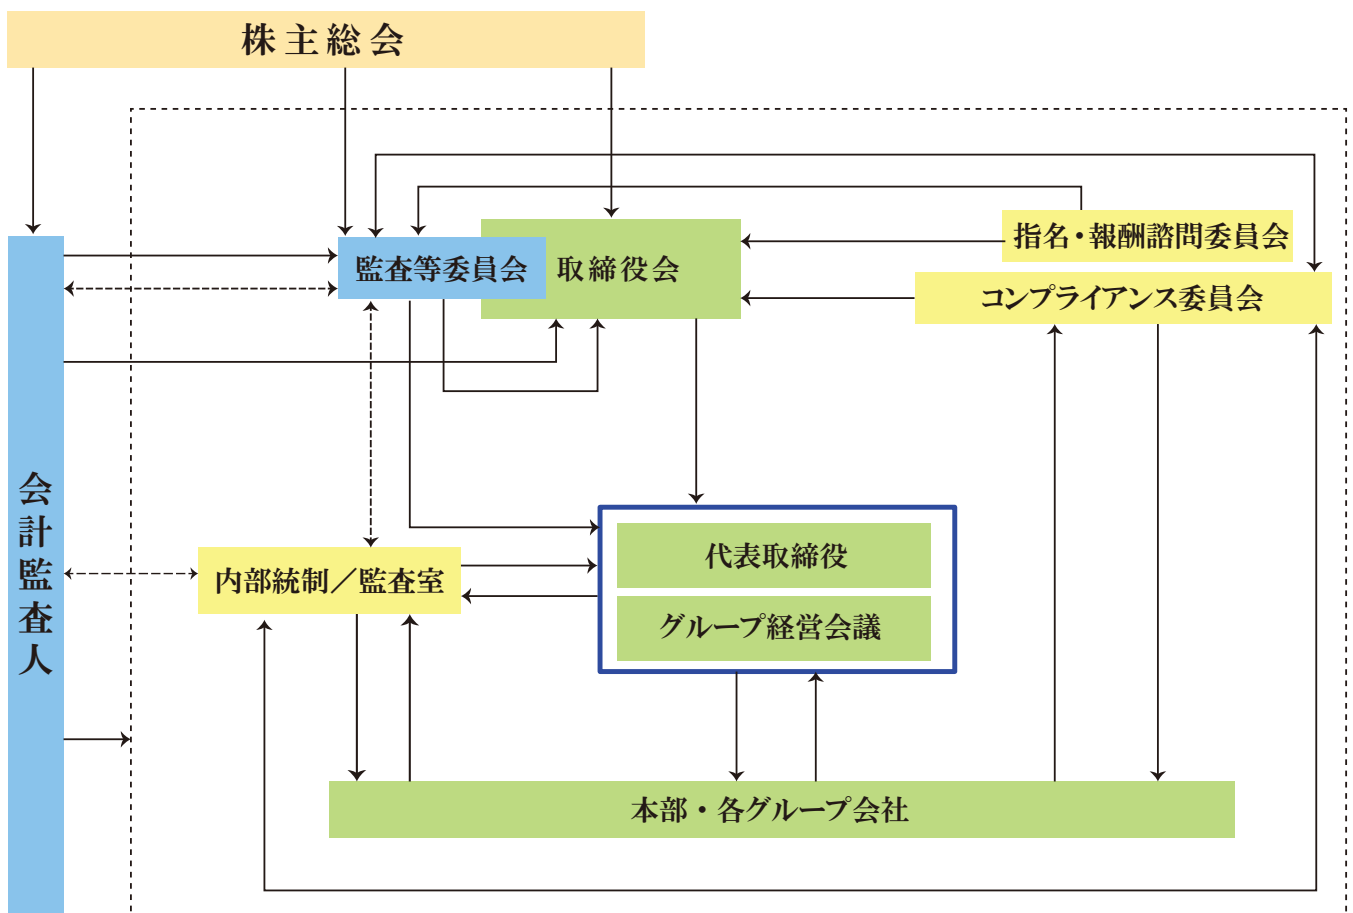 株主総会
指名・報酬諮問委員会
監査等委員会
取締役会
コンプライアンス委員会
会計監査人
代表取締役
内部統制／監査室
グループ経営会議
本部・各グループ会社